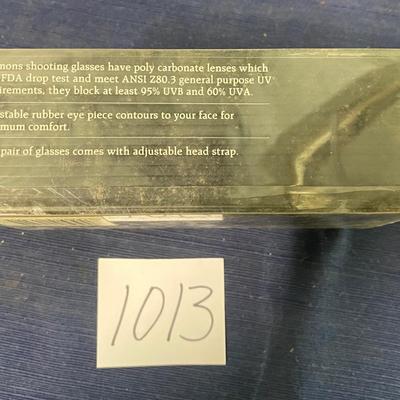 mons shooting glasses have poly carbonate lenses which
FDA drop test and meet ANSI Z80.3 general purpose UV
irements, they block at least 95% UVB and 60% UVA.
stable rubber eye piece contours to your face for
mum comfort.
pair of glasses comes with adjustable head strap.
1013